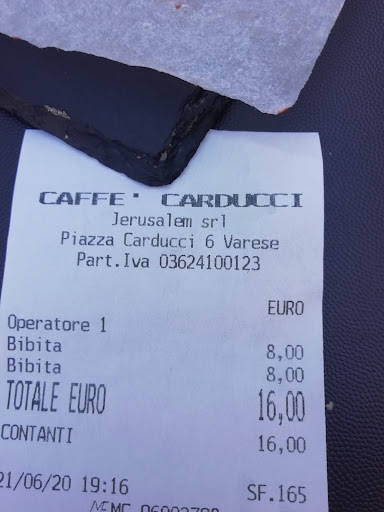 CAFFE' CARDUCCI
Jerusalem srl
Piazza Carducci 6 Varese
Part.Iva 03624100123
EURO
Operatore 1
Bibita 8,00
Bibita 8,00
TOTALE EURO 16,00
CONTANTI 16,00
21/06/20 19:16 SF.165